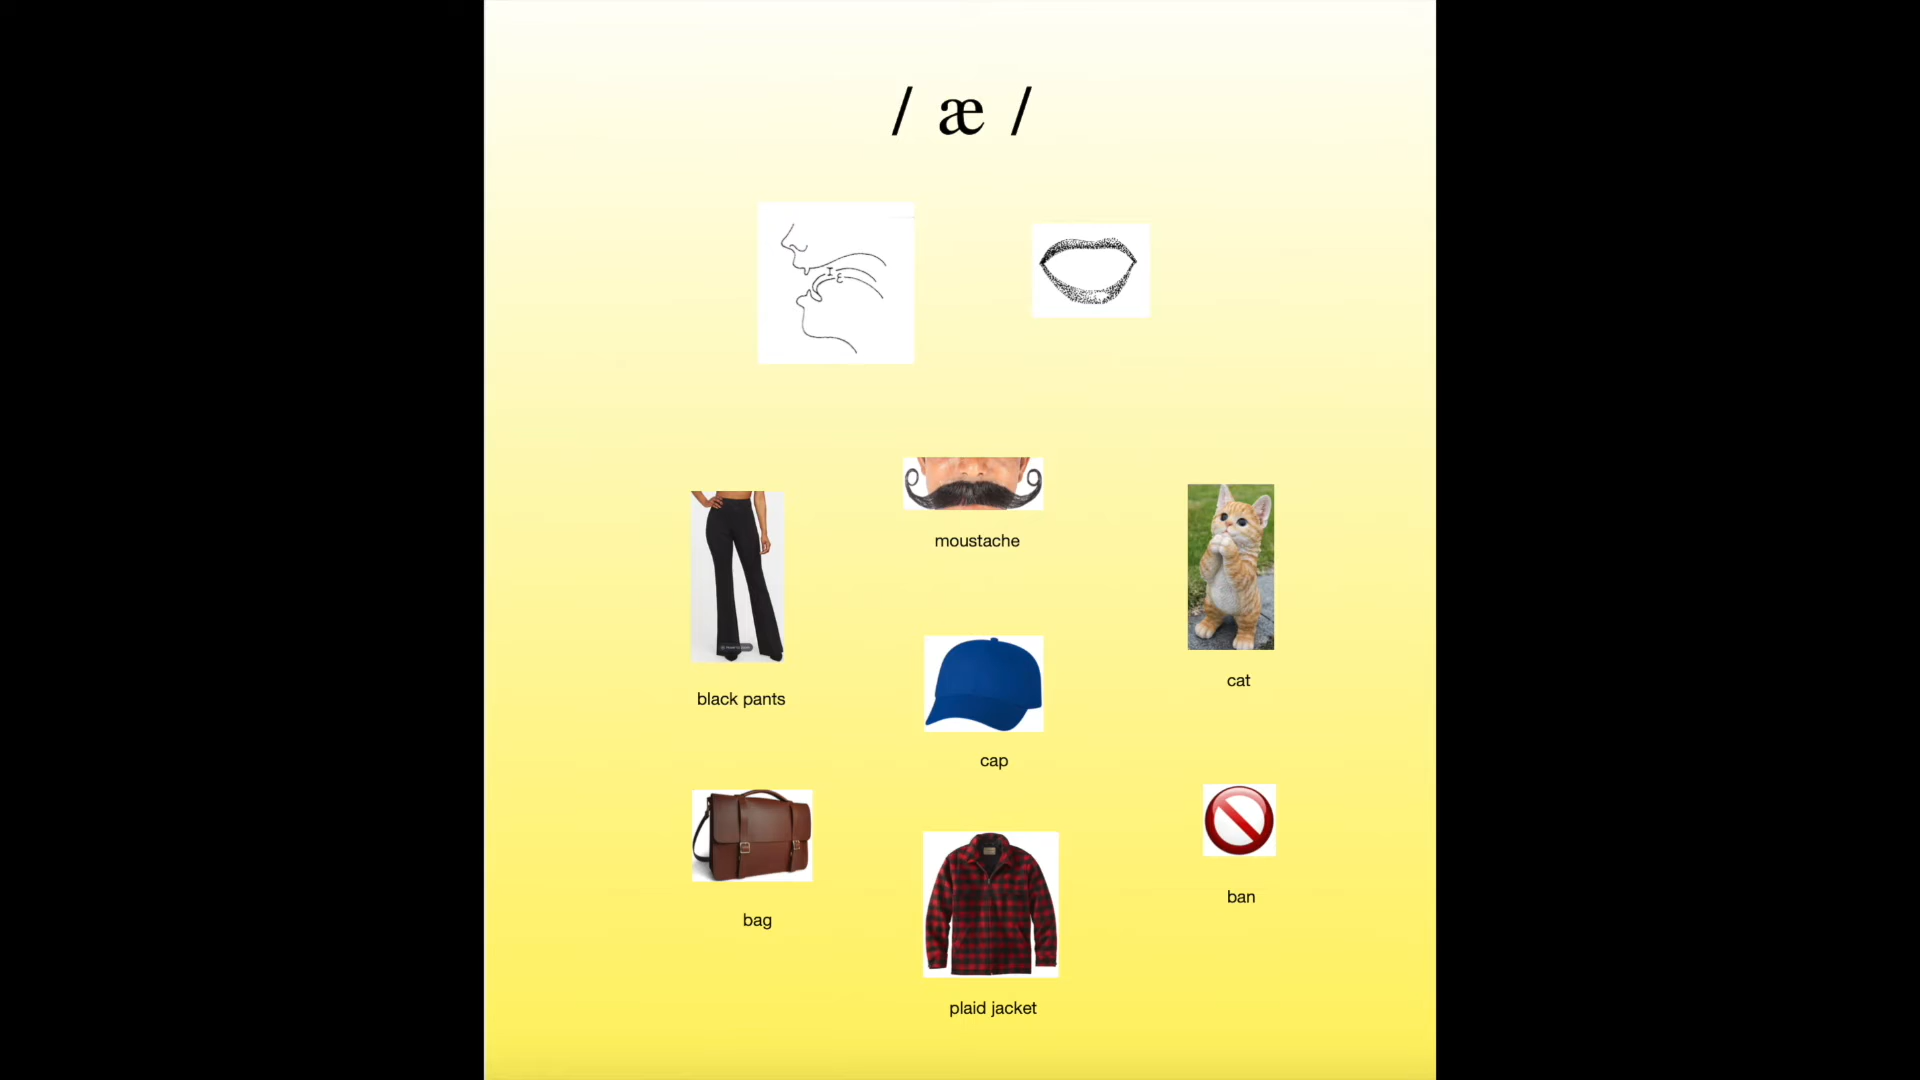 / æ /
I
ε
moustache
black pants
cat
cap
bag
ban
plaid jacket